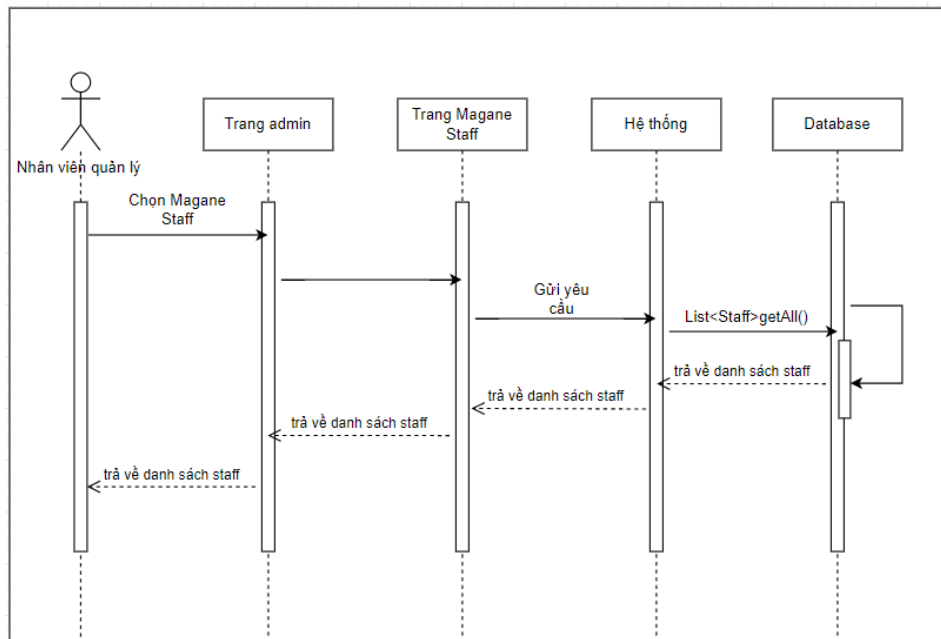 Nhân viên quản lý
Trang admin
Trang Magane
Staff
Hệ thống
Database
Chọn Magane
Staff
Gửi yêu
cầu
List<Staff>getAll()
trả về danh sách staff
trả về danh sách staff
trả về danh sách staff
trả về danh sách staff